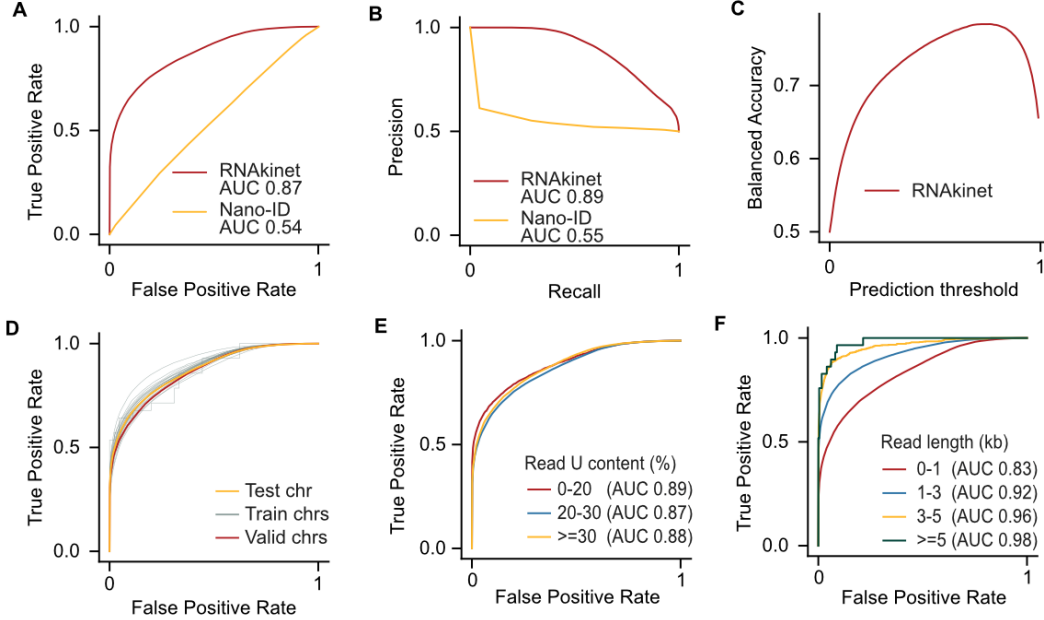 A
True Positive Rate
1.0
0.5
0.0
0
1
False Positive Rate
RNAkinet
AUC 0.87
Nano-ID
AUC 0.54
B
Precision
1.0
0.5
0.0
0
1
Recall
RNAkinet
AUC 0.89
Nano-ID
AUC 0.55
C
Balanced Accuracy
0.7
0.6
0.5
0
1
Prediction threshold
RNAkinet
D
True Positive Rate
1.0
0.5
0.0
0
1
False Positive Rate
Test chr
Train chrs
Valid chrs
E
True Positive Rate
1.0
0.5
0.0
0
1
False Positive Rate
Read U content (%)
0-20 (AUC 0.89)
20-30 (AUC 0.87)
>=30 (AUC 0.88)
F
True Positive Rate
1.0
0.5
0.0
0
1
False Positive Rate
Read length (kb)
0-1 (AUC 0.83)
1-3 (AUC 0.92)
3-5 (AUC 0.96)
>=5 (AUC 0.98)